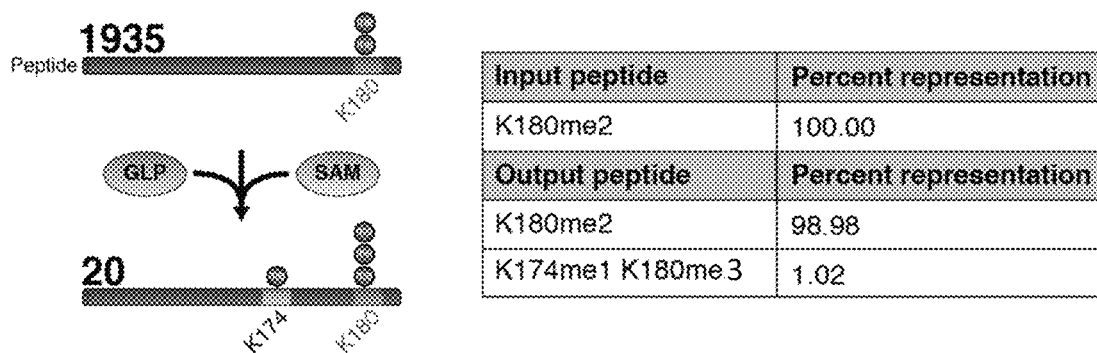 1935
Peptide
K180
GLP
SAM
20
K174
K180
Input peptide Percent representation
K180me2 100.00
Output peptide Percent representation
K180me2 98.98
K174me1 K180me3 1.02